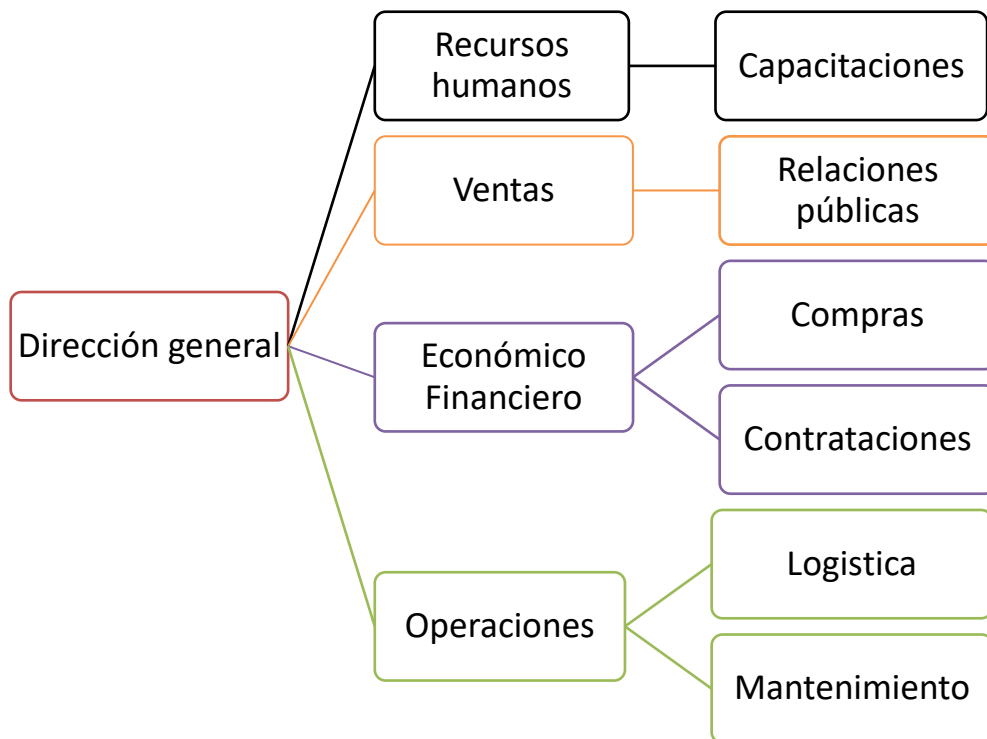 Dirección general
Recursos
humanos
Capacitaciones
Ventas
Relaciones
públicas
Económico
Financiero
Compras
Contrataciones
Operaciones
Logistica
Mantenimiento